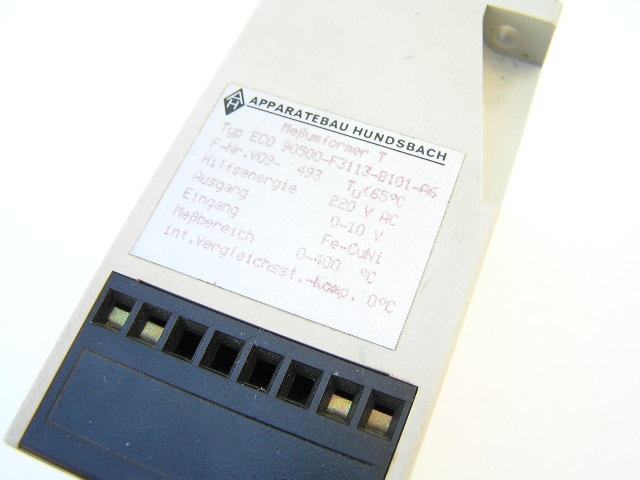 AH APPARATEBAU HUNDSBACH
Meßumformer T
Typ ECO 90500-F3113-B101-A6
F-Nr. V09- 493 Tu<65°C
Hilfsenergie 220 V AC
Ausgang 0-10 V
Eingang Fe-CuNi
Meßbereich 0-400 °C
int.Vergleichsst.-Komp. 0°C